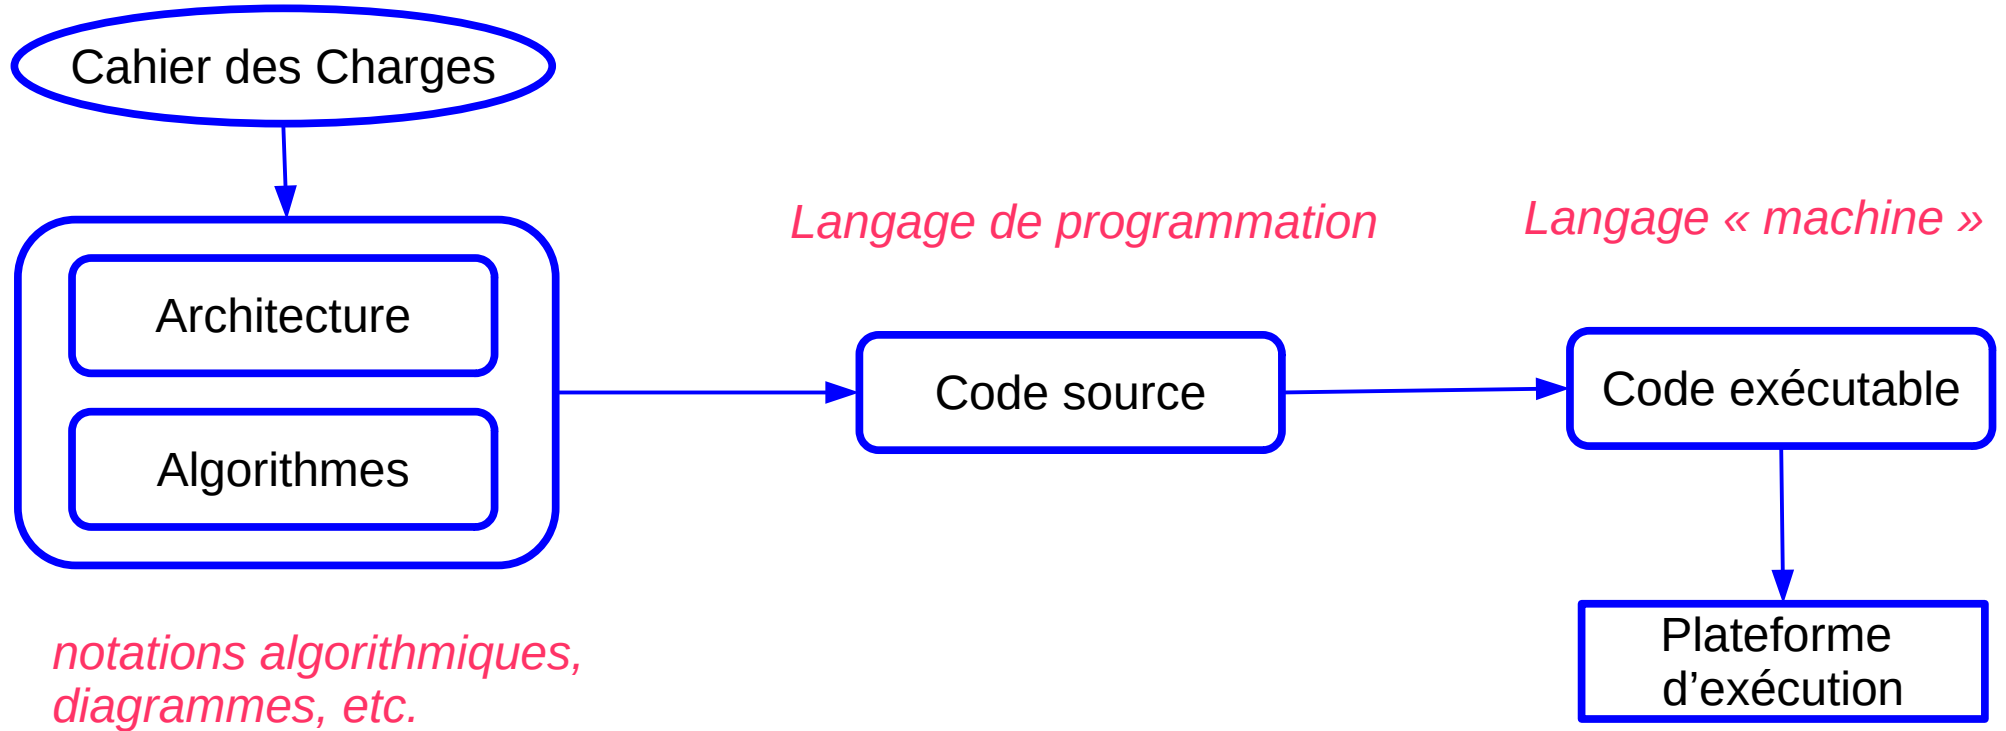 Cahier des Charges
Architecture
Algorithmes
notations algorithmiques,
diagrammes, etc.
Langage de programmation
Code source
Langage « machine »
Code exécutable
Plateforme
d’exécution